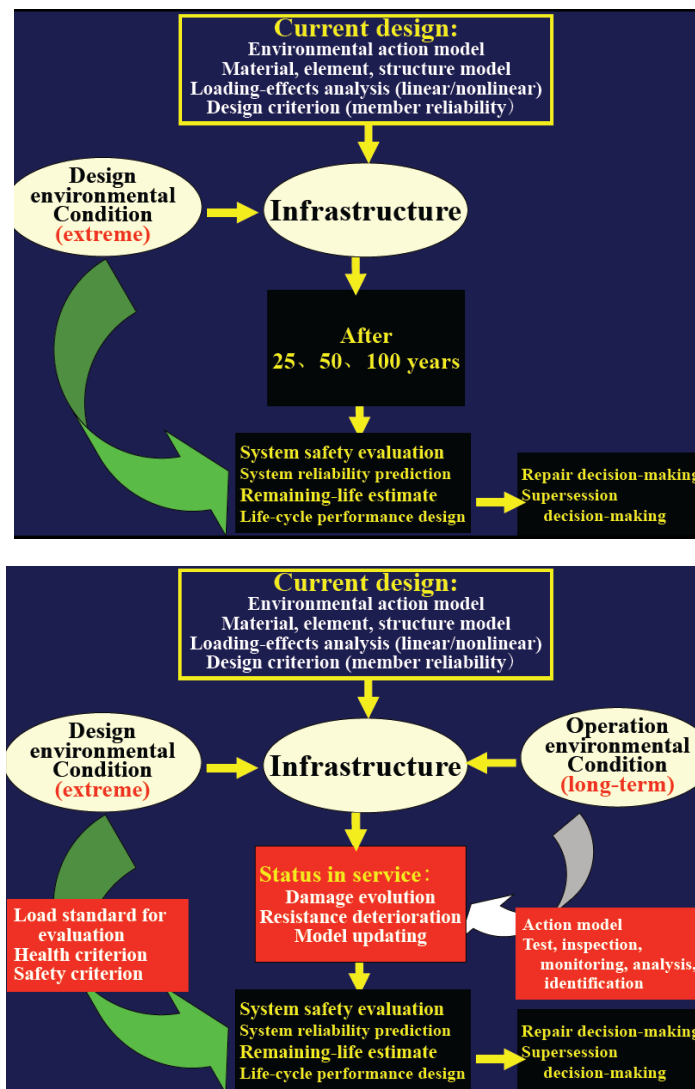 Current design:
Environmental action model
Material, element, structure model
Loading-effects analysis (linear/nonlinear)
Design criterion (member reliability）
Design
environmental
Condition
(extreme)
Infrastructure
After
25、50、100 years
System safety evaluation
System reliability prediction
Remaining-life estimate
Life-cycle performance design
Repair decision-making
Supersession
decision-making
Current design:
Environmental action model
Material, element, structure model
Loading-effects analysis (linear/nonlinear)
Design criterion (member reliability）
Design
environmental
Condition
(extreme)
Infrastructure
Operation
environmental
Condition
(long-term)
Status in service：
Damage evolution
Resistance deterioration
Model updating
Load standard for
evaluation
Health criterion
Safety criterion
Action model
Test, inspection,
monitoring, analysis,
identification
System safety evaluation
System reliability prediction
Remaining-life estimate
Life-cycle performance design
Repair decision-making
Supersession
decision-making